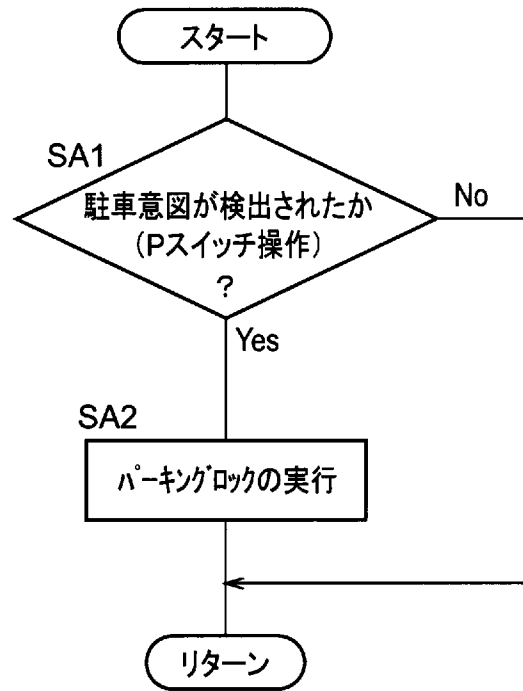 スタート
SA1
駐車意図が検出されたか
(Pスイッチ操作)
?
No
Yes
SA2
ﾊﾟｰｷﾝｸﾞロックの実行
リターン